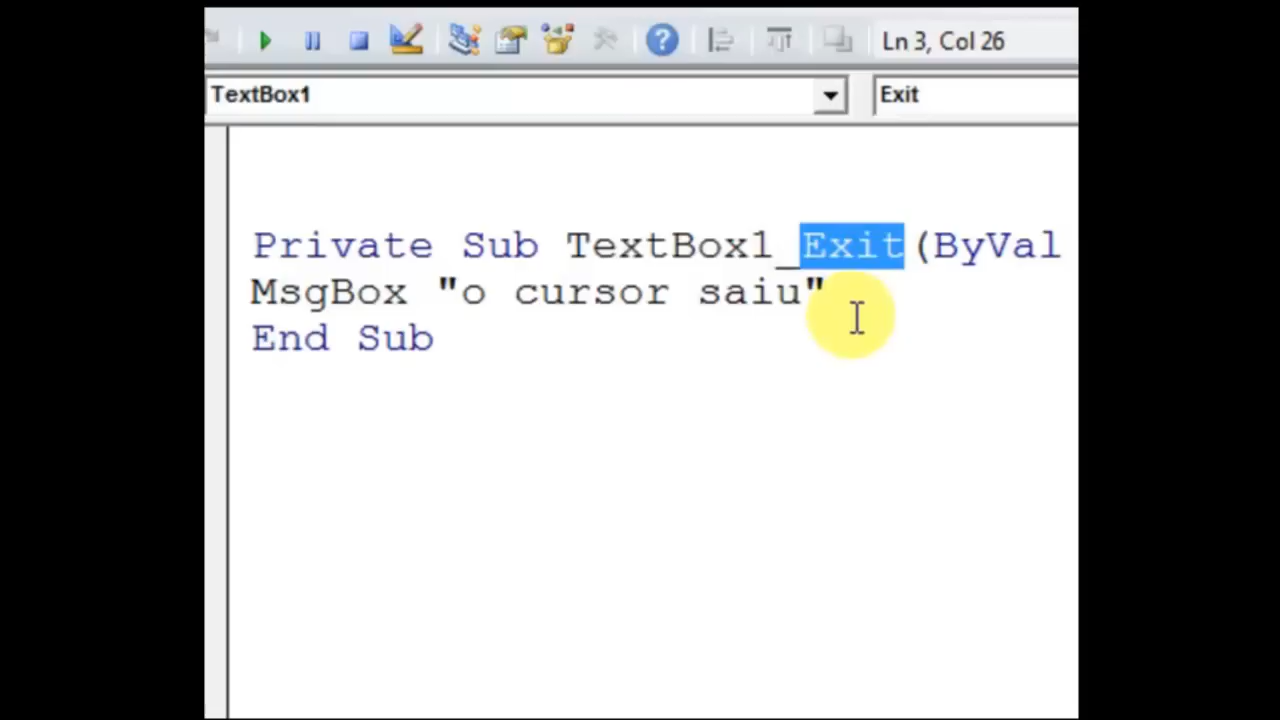 Ln 3, Col 26
TextBox1 Exit
Private Sub TextBox1_Exit(ByVal
MsgBox "o cursor saiu"
End Sub